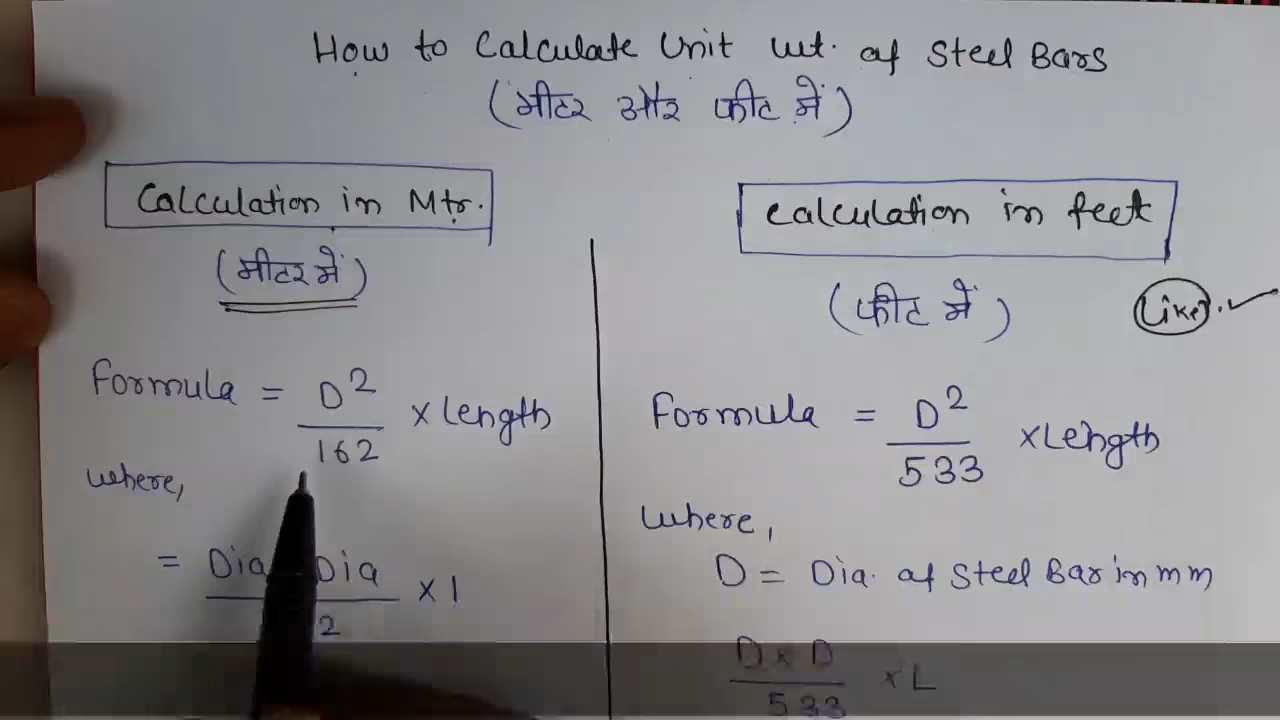 How to Calculate Unit wt. of Steel Bars
(मीटर और फीट में)
Calculation in Mtr.
(मीटर में)
Formula = D²/162 × Length
where,
= Dia Dia / 2 × 1
Calculation in feet
(फीट में)
Like
Formula = D²/533 × Length
where,
D = Dia. of Steel Bar in mm
D × D / 533 × L